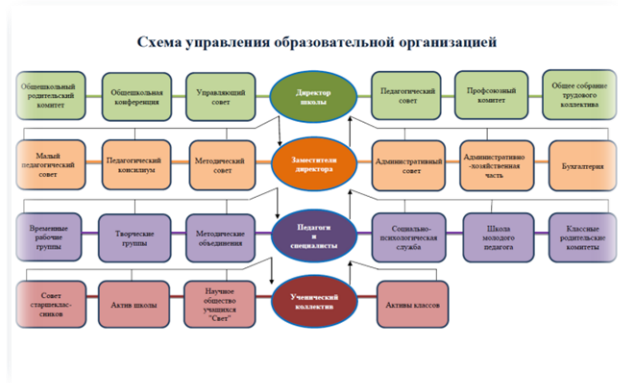 Схема управления образовательной организацией
Общешкольный
родительский
комитет
Общешкольная
конференция
Управляющий
совет
Директор
школы
Педагогический
совет
Профсоюзный
комитет
Общее собрание
трудового
коллектива
Малый
педагогический
совет
Педагогический
консилиум
Методический
совет
Заместители
директора
Административный
совет
Административно
-хозяйственная
часть
Бухгалтерия
Временные
рабочие
группы
Творческие
группы
Методические
объединения
Педагоги
и
специалисты
Социально-
психологическая
служба
Школа
молодого
педагога
Классные
родительские
комитеты
Совет
старшеклас-
сников
Актив школы
Научное
общество
учащихся
"Свет"
Ученический
коллектив
Активы классов